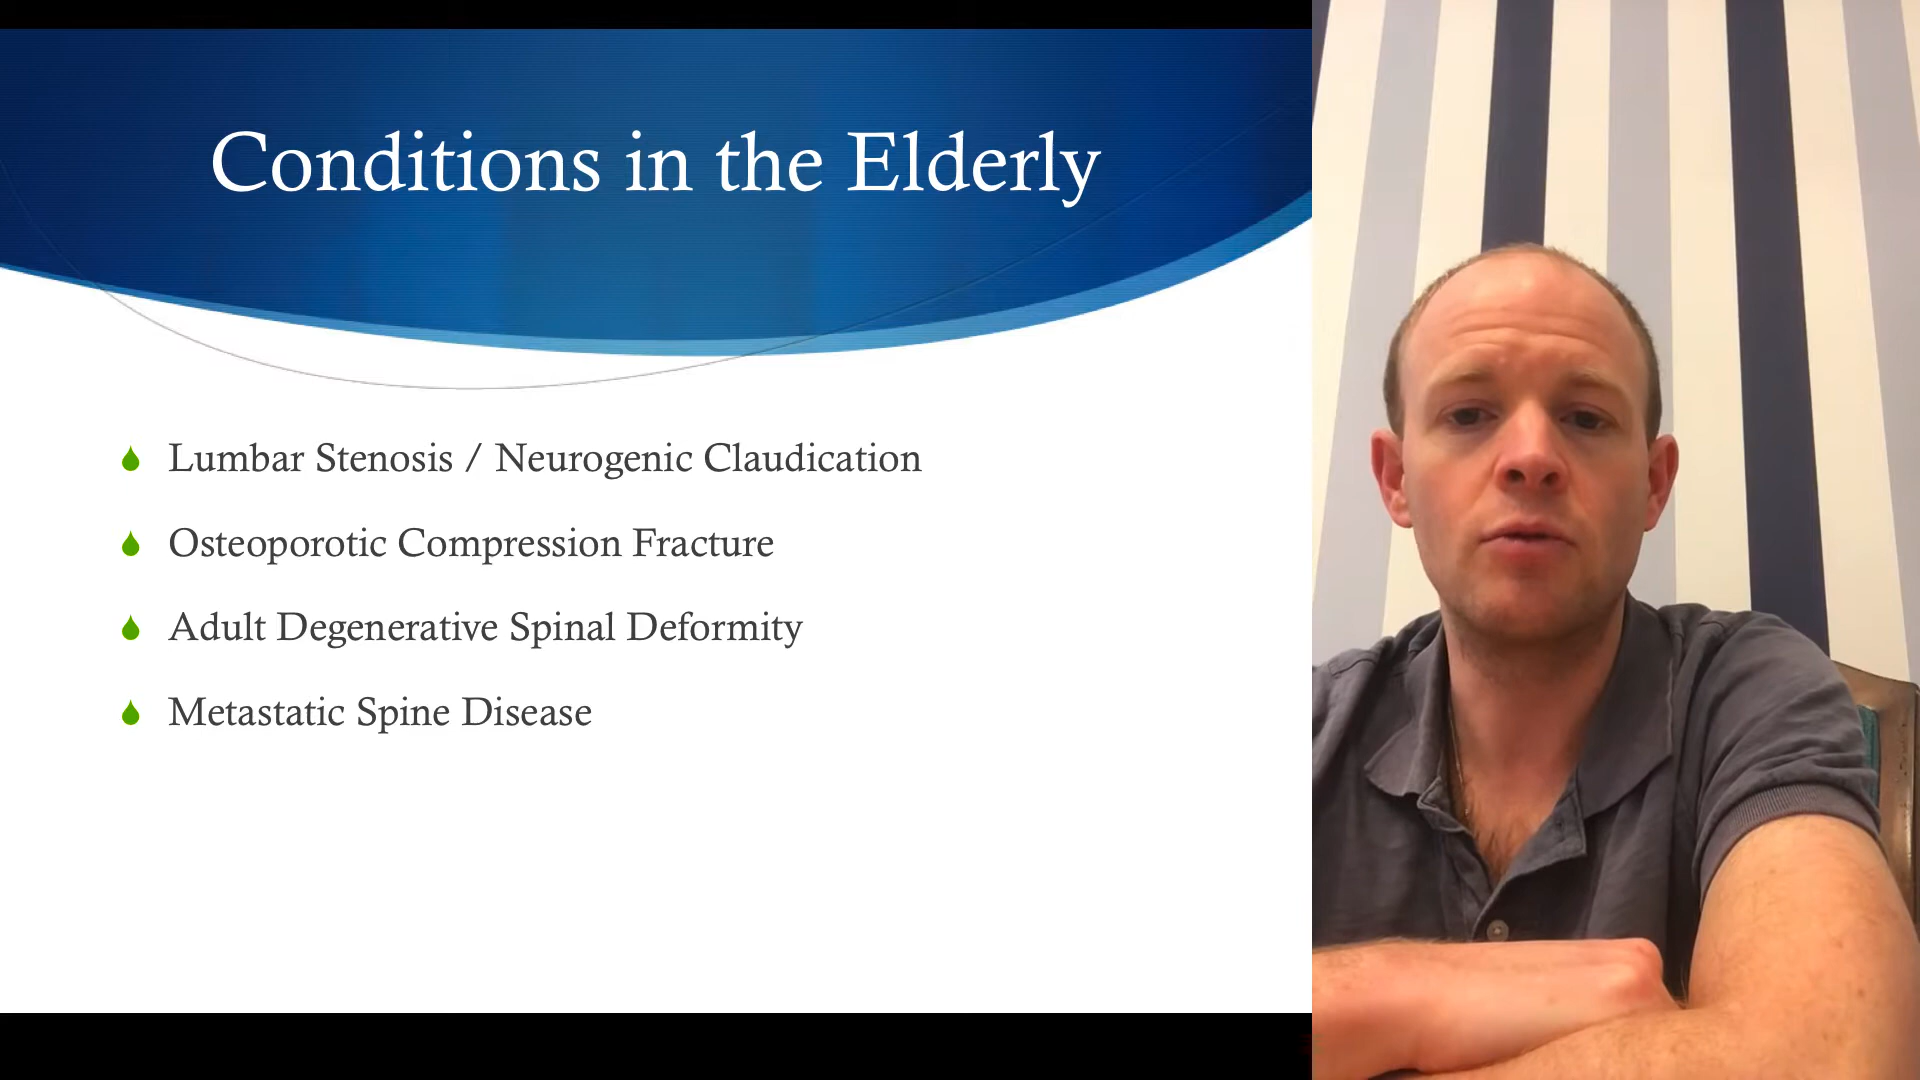 Conditions in the Elderly
Lumbar Stenosis / Neurogenic Claudication
Osteoporotic Compression Fracture
Adult Degenerative Spinal Deformity
Metastatic Spine Disease